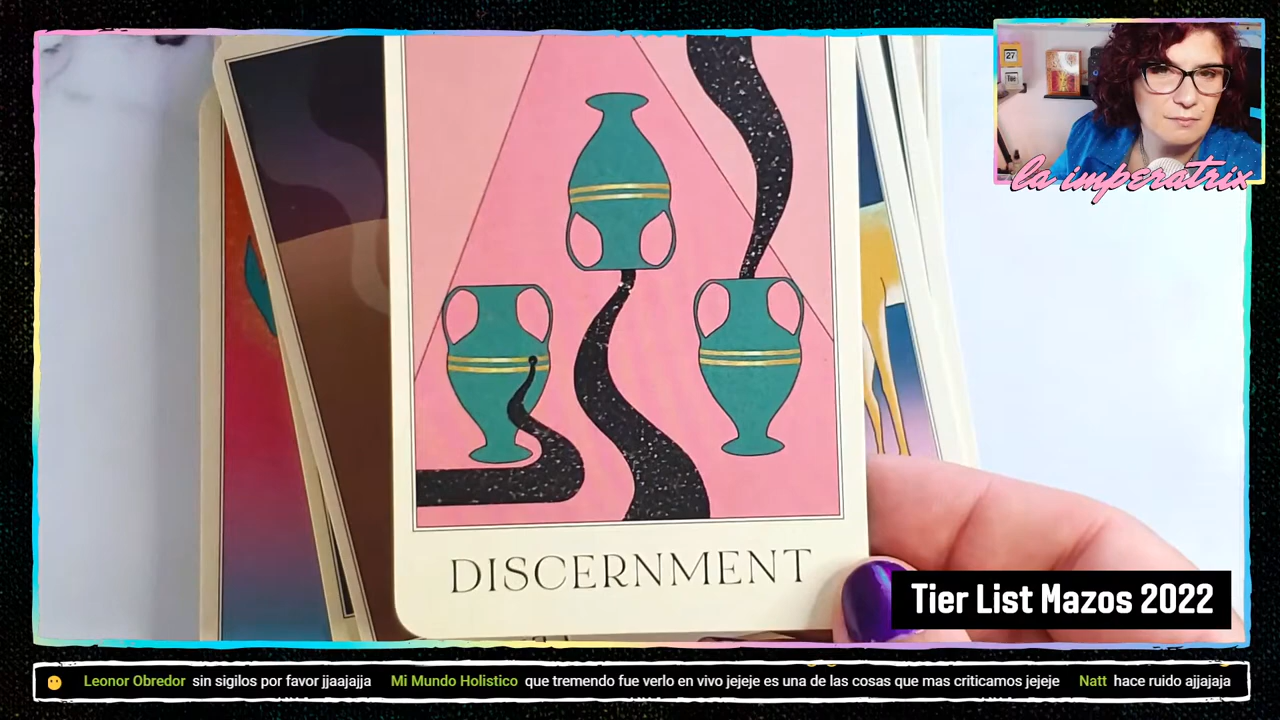 27
la imperatrix
DISCERNMENT
Tier List Mazos 2022
Leonor Obredor sin sigilos por favor jjaajajja Mi Mundo Holistico que tremendo fue verlo en vivo jejeje es una de las cosas que mas criticamos jejeje Natt hace ruido ajjajaja